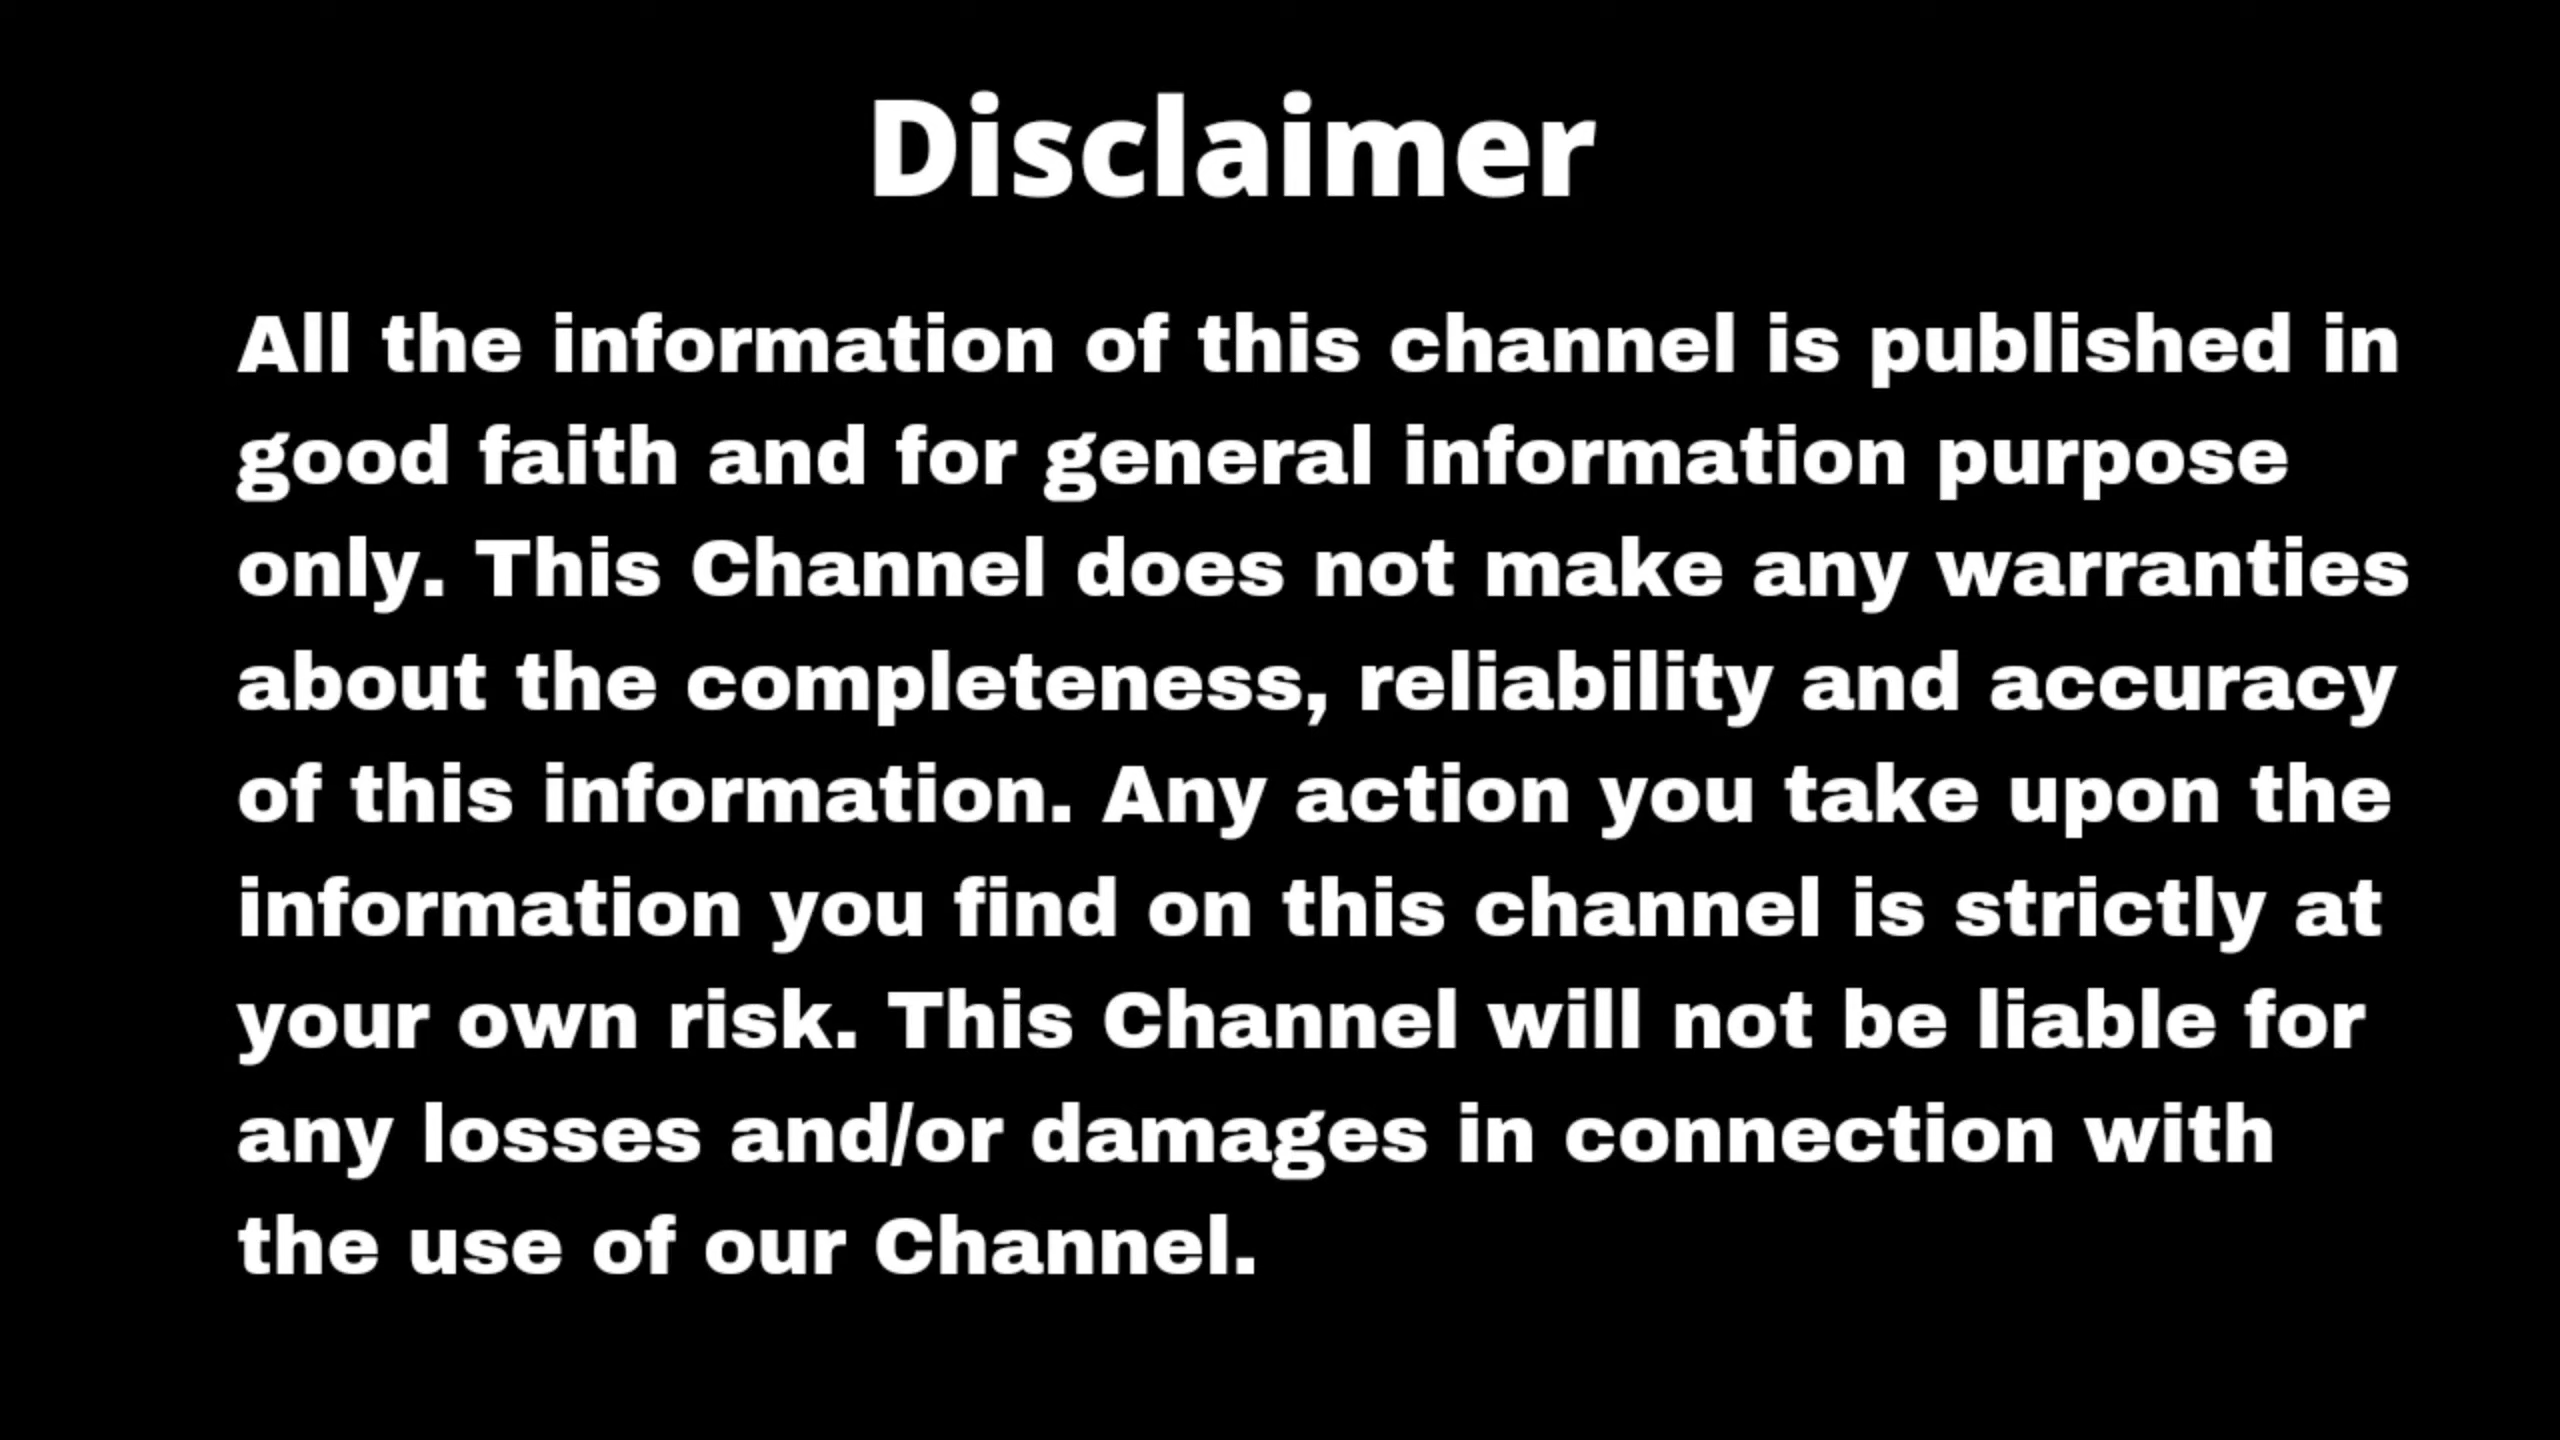 Disclaimer
All the information of this channel is published in
good faith and for general information purpose
only. This Channel does not make any warranties
about the completeness, reliability and accuracy
of this information. Any action you take upon the
information you find on this channel is strictly at
your own risk. This Channel will not be liable for
any losses and/or damages in connection with
the use of our Channel.